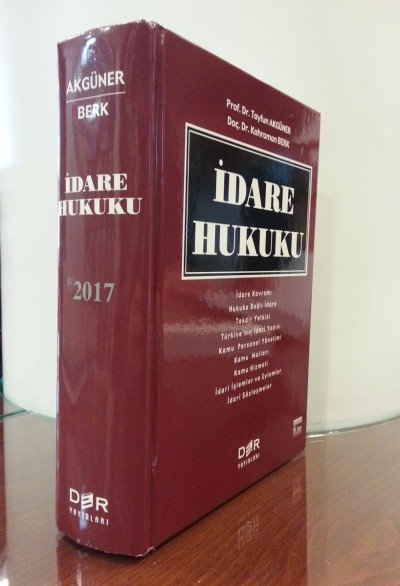 AKGÜNER
BERK
İDARE
HUKUKU
2017
DER
YAYINLARI
Prof. Dr. Tayfun AKGÜNER
Doç. Dr. Kahraman BERK
İDARE
HUKUKU
İdare Kavramı
Hukuka Bağlı İdare
Takdir Yetkisi
Türkiye'nin İdari Yapısı
Kamu Personel Yönetimi
Kamu Malları
Kamu Hizmeti
İdari İşlemler ve Eylemler
İdari Sözleşmeler
DER
YAYINLARI